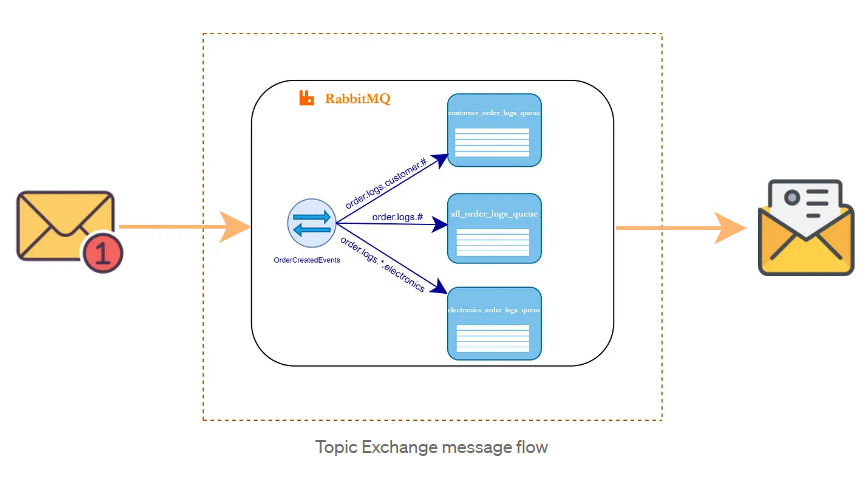 RabbitMQ
customer_order_logs_queue
order.logs.customer.#
all_order_logs_queue
order.logs.#
OrderCreatedEvents
order.logs.*.electronics
electronics_order_logs_queue
1
Topic Exchange message flow